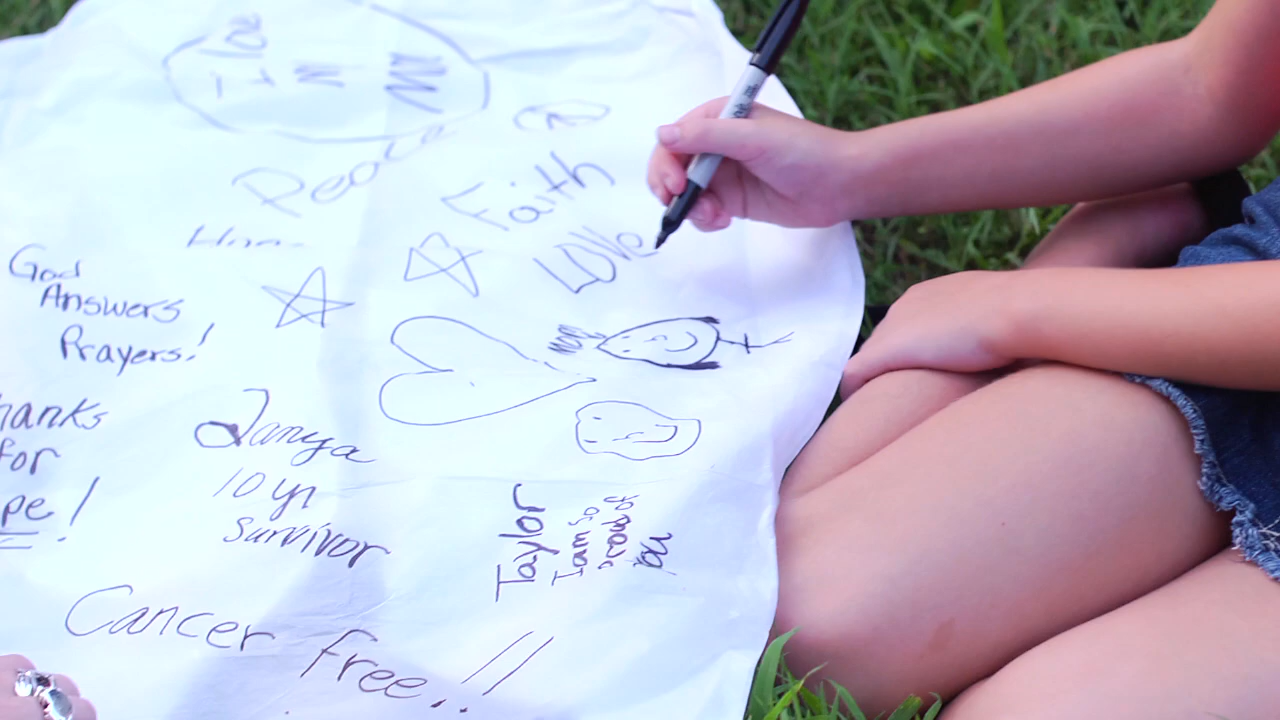 I
Peace
Faith
LOVe
God
Answers
Prayers!
hanks
for
pe!
Tanya
10 yr
Survivor
Taylor
I am so
proud of
you
Cancer free!!